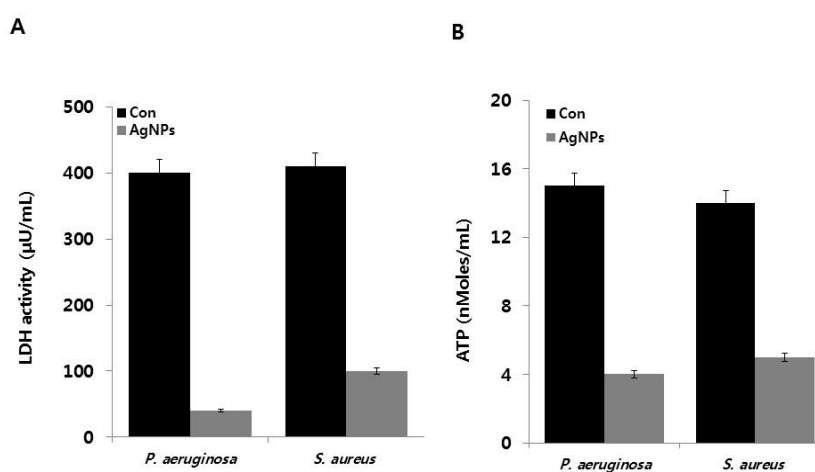 A
LDH activity (μU/mL)
500
400
300
200
100
0
Con
AgNPs
P. aeruginosa
S. aureus
B
ATP (nMoles/mL)
20
16
12
8
4
0
Con
AgNPs
P. aeruginosa
S. aureus